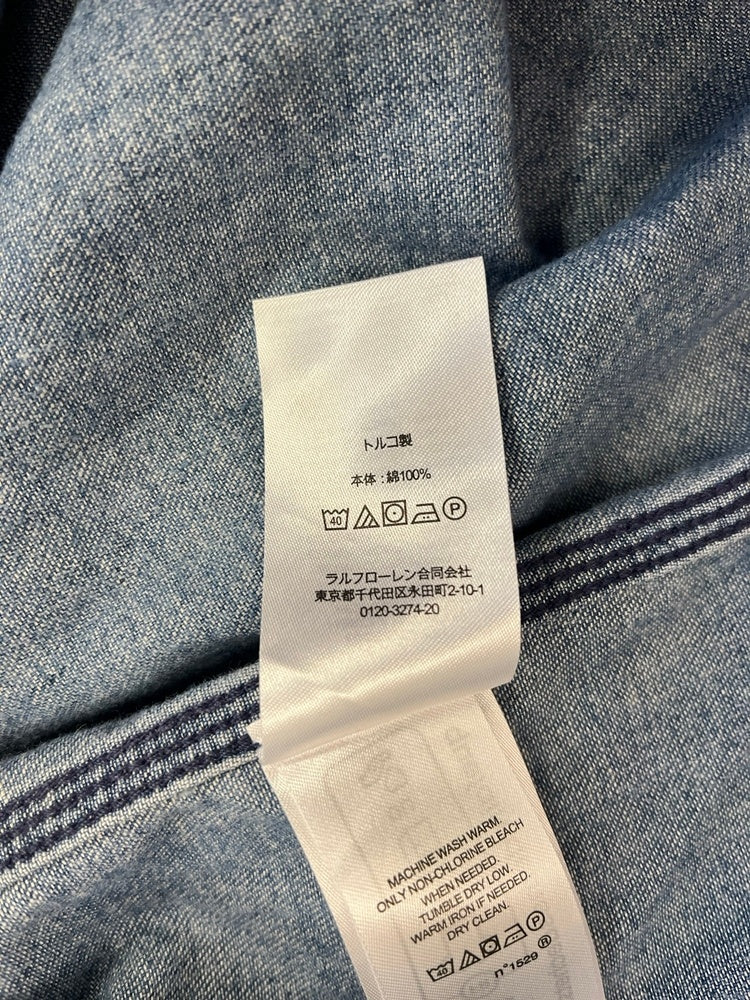 トルコ製
本体 : 綿100%
40 P
ラルフローレン合同会社
東京都千代田区永田町2-10-1
0120-3274-20
MACHINE WASH WARM.
ONLY NON-CHLORINE BLEACH
WHEN NEEDED.
TUMBLE DRY LOW
WARM IRON IF NEEDED.
DRY CLEAN.
40 P
n°1529 ®